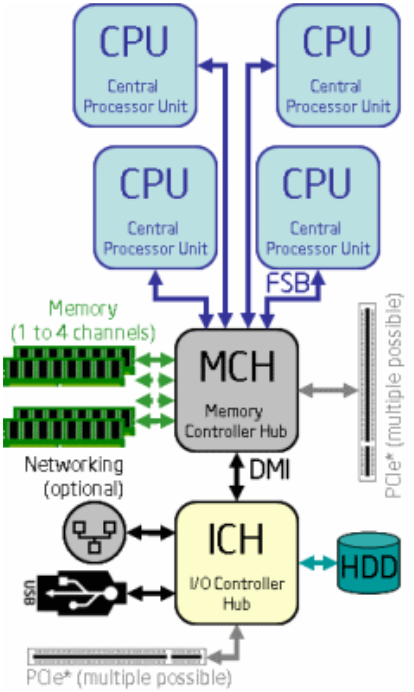 CPU
Central
Processor Unit
CPU
Central
Processor Unit
CPU
Central
Processor Unit
CPU
Central
Processor Unit
FSB
Memory
(1 to 4 channels)
MCH
Memory
Controller Hub
PCIe* (multiple possible)
Networking
(optional)
DMI
ICH
I/O Controller
Hub
HDD
USB
PCIe* (multiple possible)